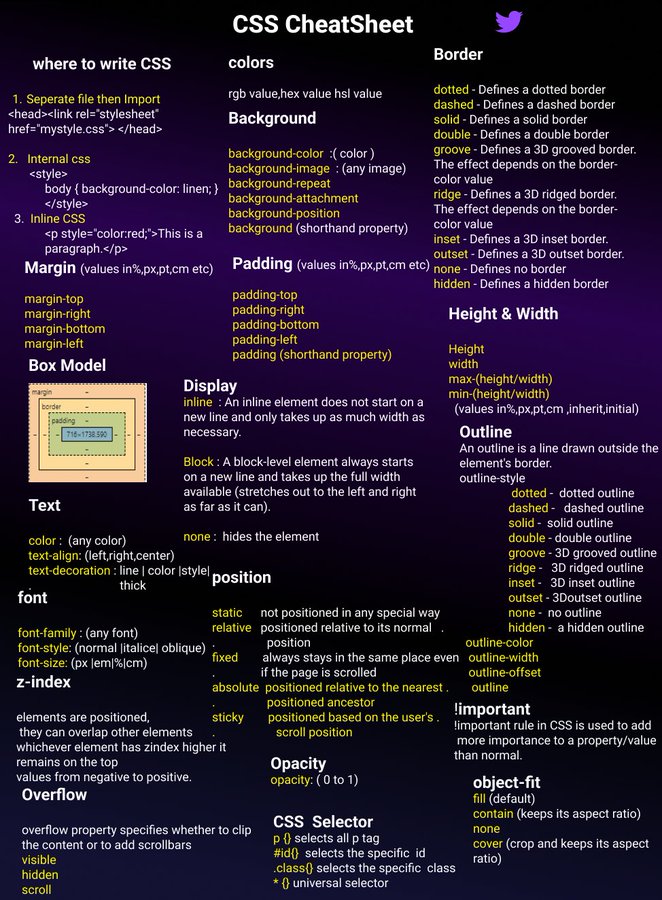 CSS CheatSheet
where to write CSS
1. Seperate file then Import
<head><link rel="stylesheet"
href="mystyle.css"> </head>
2. Internal css
<style>
body { background-color: linen; }
</style>
3. Inline CSS
<p style="color:red;">This is a
paragraph.</p>
Margin (values in%,px,pt,cm etc)
margin-top
margin-right
margin-bottom
margin-left
Box Model
margin
border
padding
716×1738.590
Text
color : (any color)
text-align: (left,right,center)
text-decoration : line | color |style|
thick
font
font-family : (any font)
font-style: (normal |italice| oblique)
font-size: (px |em|%|cm)
z-index
elements are positioned,
they can overlap other elements
whichever element has zindex higher it
remains on the top
values from negative to positive.
Overflow
overflow property specifies whether to clip
the content or to add scrollbars
visible
hidden
scroll
colors
rgb value,hex value hsl value
Background
background-color :( color )
background-image : (any image)
background-repeat
background-attachment
background-position
background (shorthand property)
Padding (values in%,px,pt,cm etc)
padding-top
padding-right
padding-bottom
padding-left
padding (shorthand property)
Display
inline : An inline element does not start on a
new line and only takes up as much width as
necessary.
Block : A block-level element always starts
on a new line and takes up the full width
available (stretches out to the left and right
as far as it can).
none : hides the element
position
static not positioned in any special way
relative positioned relative to its normal .
. position
fixed always stays in the same place even
. if the page is scrolled
absolute positioned relative to the nearest .
. positioned ancestor
sticky positioned based on the user's .
. scroll position
Opacity
opacity: ( 0 to 1)
CSS Selector
p {} selects all p tag
#id{} selects the specific id
.class{} selects the specific class
* {} universal selector
Border
dotted - Defines a dotted border
dashed - Defines a dashed border
solid - Defines a solid border
double - Defines a double border
groove - Defines a 3D grooved border.
The effect depends on the border-
color value
ridge - Defines a 3D ridged border.
The effect depends on the border-
color value
inset - Defines a 3D inset border.
outset - Defines a 3D outset border.
none - Defines no border
hidden - Defines a hidden border
Height & Width
Height
width
max-(height/width)
min-(height/width)
(values in%,px,pt,cm ,inherit,initial)
Outline
An outline is a line drawn outside the
element's border.
outline-style
dotted - dotted outline
dashed - dashed outline
solid - solid outline
double - double outline
groove - 3D grooved outline
ridge - 3D ridged outline
inset - 3D inset outline
outset - 3Doutset outline
none - no outline
hidden - a hidden outline
outline-color
outline-width
outline-offset
outline
!important
!important rule in CSS is used to add
more importance to a property/value
than normal.
object-fit
fill (default)
contain (keeps its aspect ratio)
none
cover (crop and keeps its aspect
ratio)